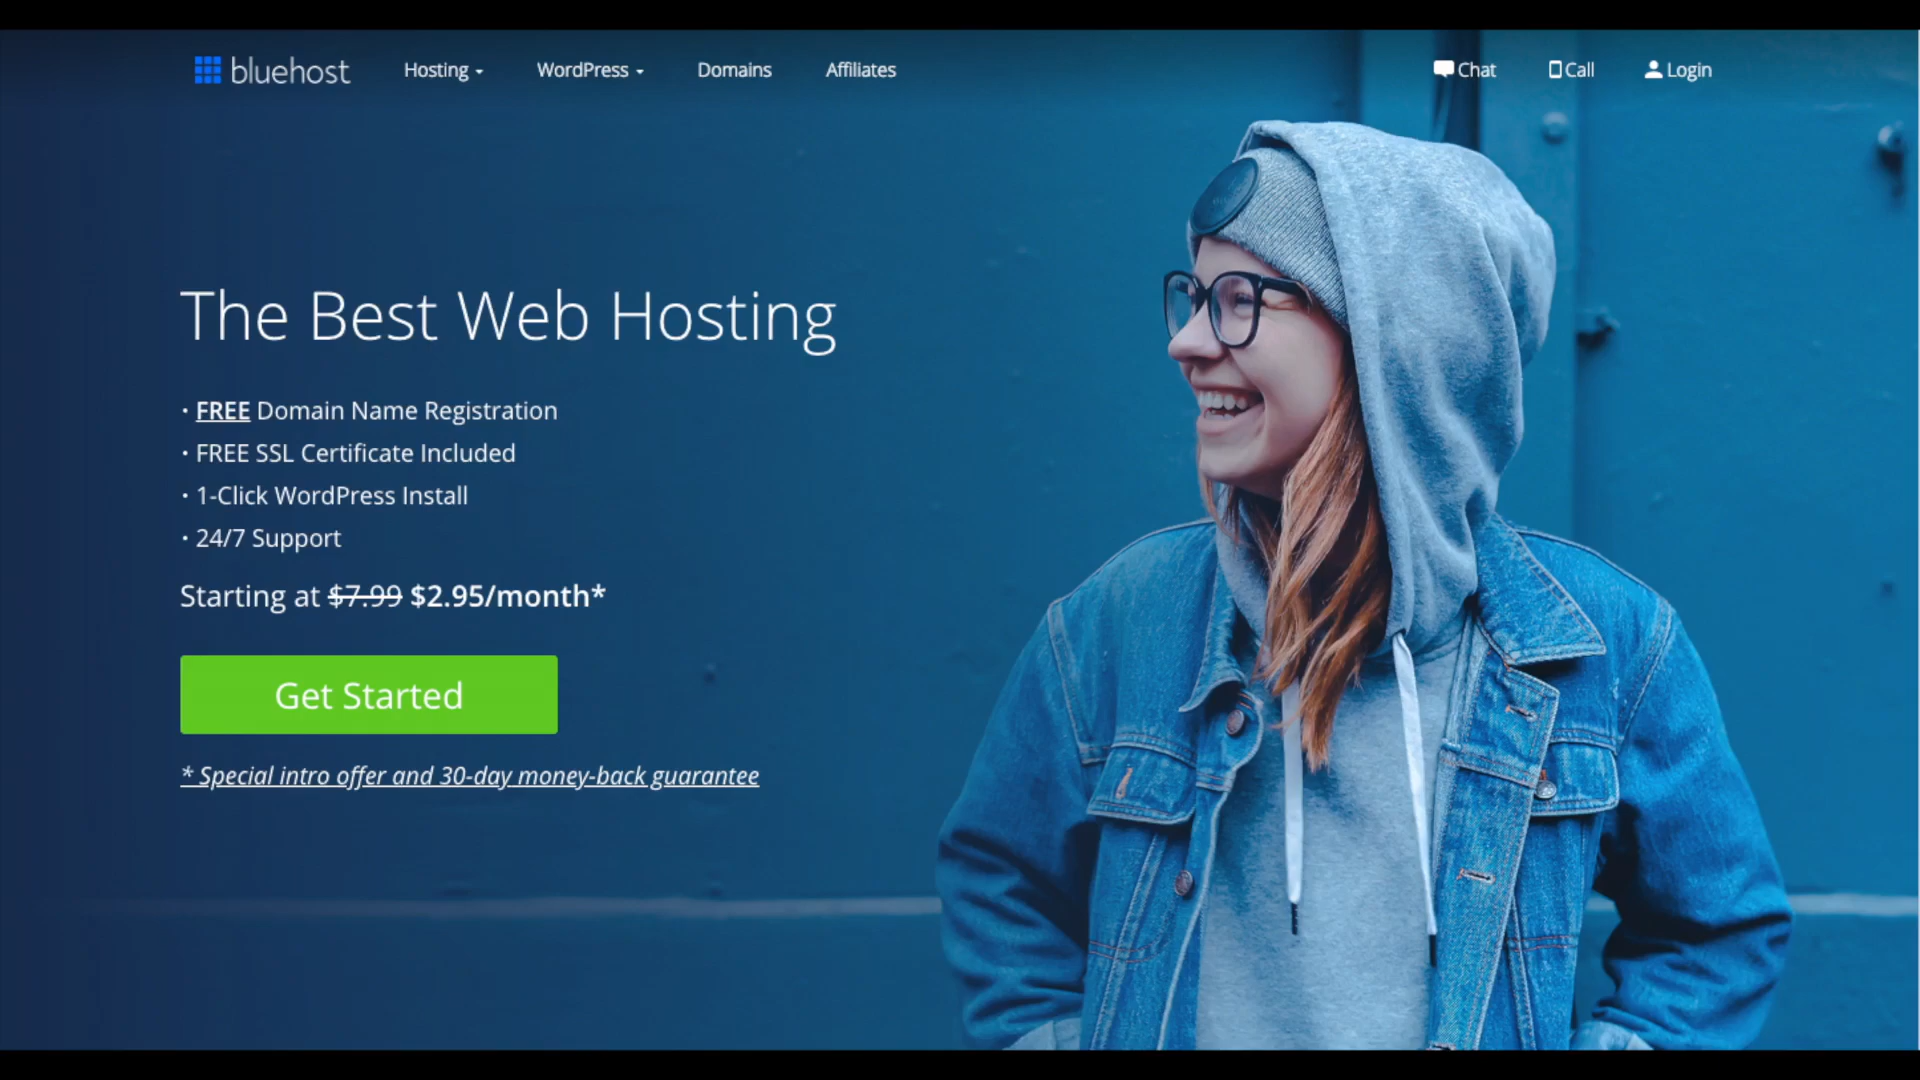 bluehost Hosting WordPress Domains Affiliates Chat Call Login
The Best Web Hosting
· FREE Domain Name Registration
· FREE SSL Certificate Included
· 1-Click WordPress Install
· 24/7 Support
Starting at $7.99 $2.95/month*
Get Started
* Special intro offer and 30-day money-back guarantee